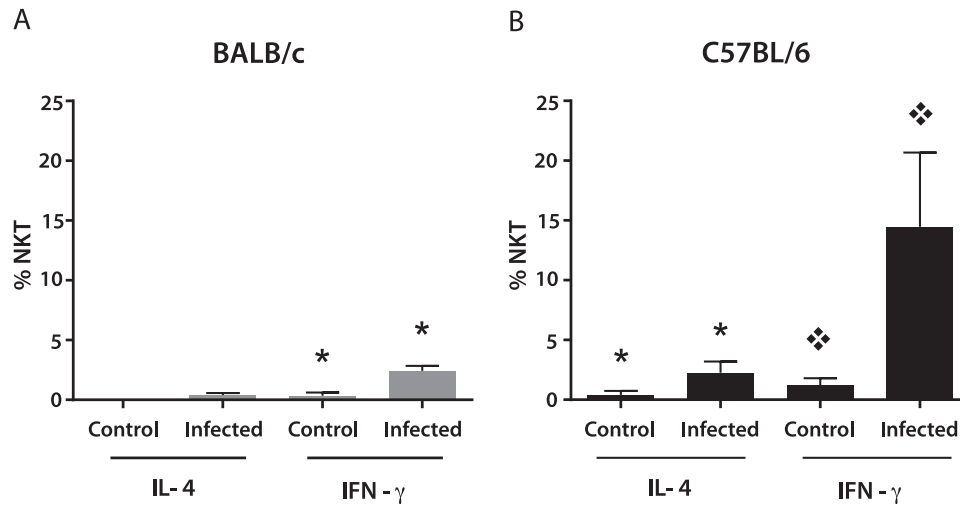 A
BALB/c
% NKT
25
20
15
10
5
0
*
*
Control Infected Control Infected
IL- 4 IFN - γ
B
C57BL/6
% NKT
25
20
15
10
5
0
*
*
❖
❖
Control Infected Control Infected
IL- 4 IFN - γ